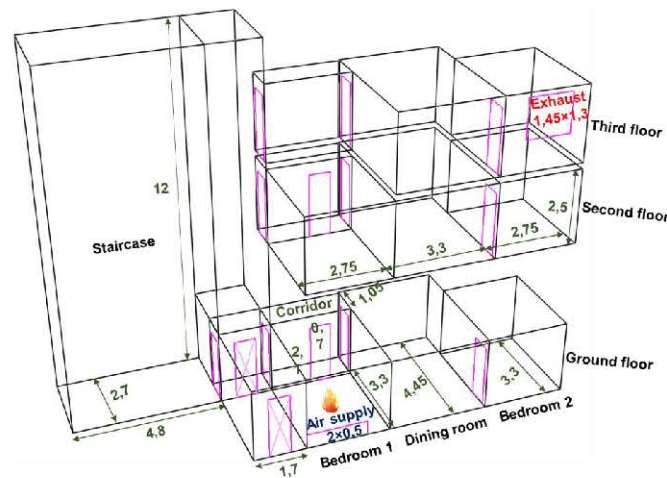 Exhaust
1,45×1,3
Third floor
12
Second floor
2,5
Staircase
2,75
3,3
2,75
1,05
Corridor
0,
7
2,
Ground floor
2,7
3,3
4,45
3,3
4,8
Air supply
2×0,5
1,7
Bedroom 1
Dining room
Bedroom 2